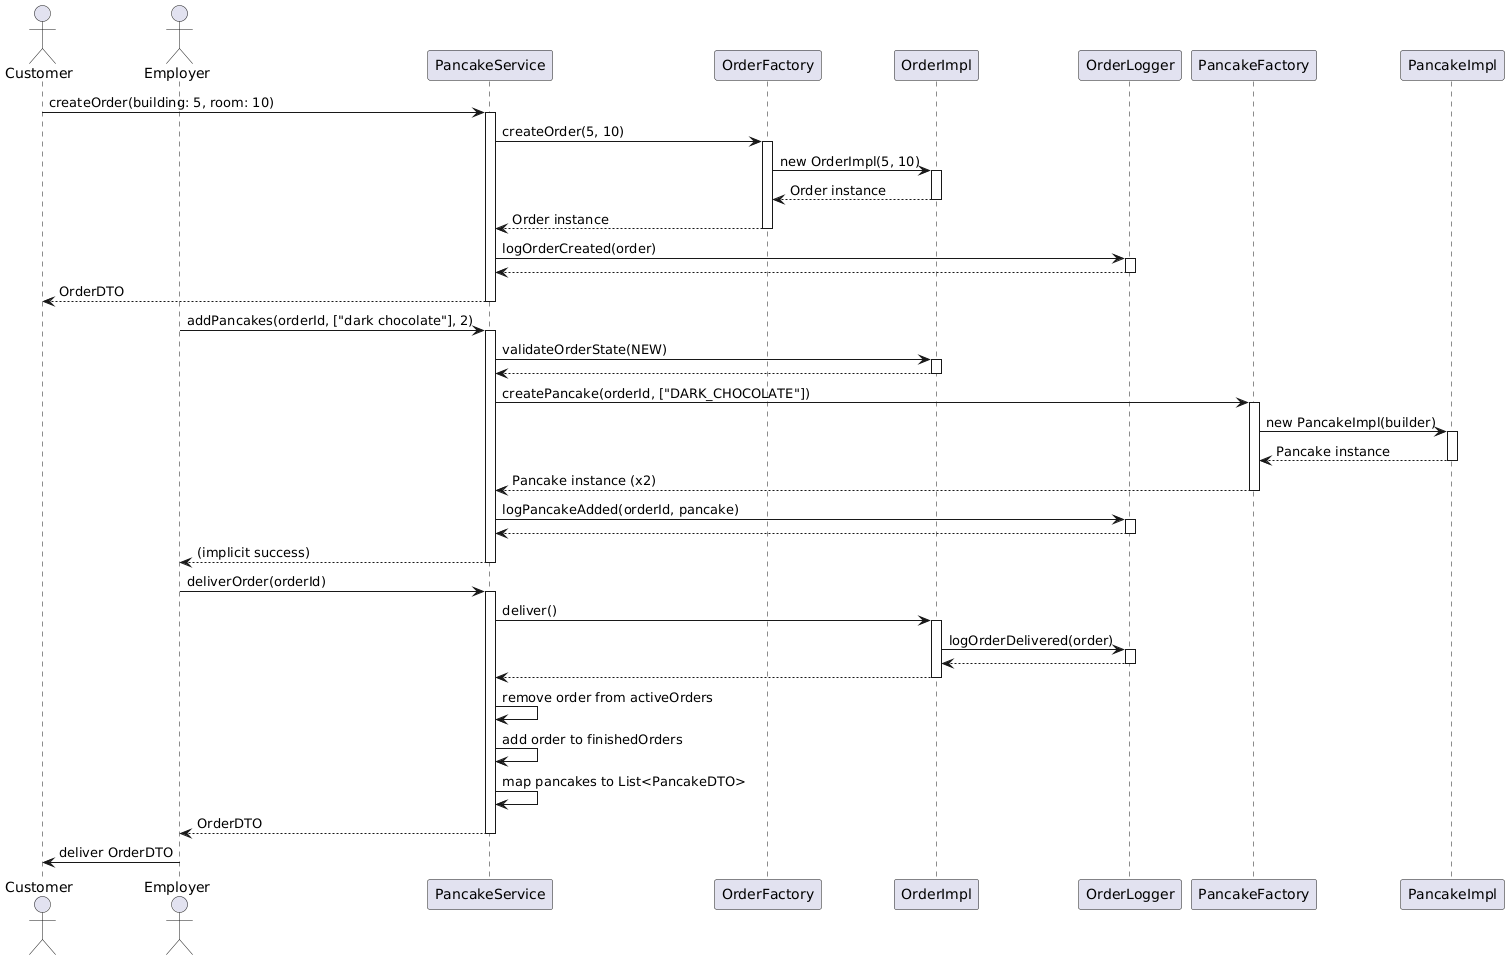 Customer
Employer
PancakeService
OrderFactory
OrderImpl
OrderLogger
PancakeFactory
PancakeImpl
createOrder(building: 5, room: 10)
createOrder(5, 10)
new OrderImpl(5, 10)
Order instance
Order instance
logOrderCreated(order)
OrderDTO
addPancakes(orderId, ["dark chocolate"], 2)
validateOrderState(NEW)
createPancake(orderId, ["DARK_CHOCOLATE"])
new PancakeImpl(builder)
Pancake instance
Pancake instance (x2)
logPancakeAdded(orderId, pancake)
(implicit success)
deliverOrder(orderId)
deliver()
logOrderDelivered(order)
remove order from activeOrders
add order to finishedOrders
map pancakes to List<PancakeDTO>
OrderDTO
deliver OrderDTO
Customer
Employer
PancakeService
OrderFactory
OrderImpl
OrderLogger
PancakeFactory
PancakeImpl